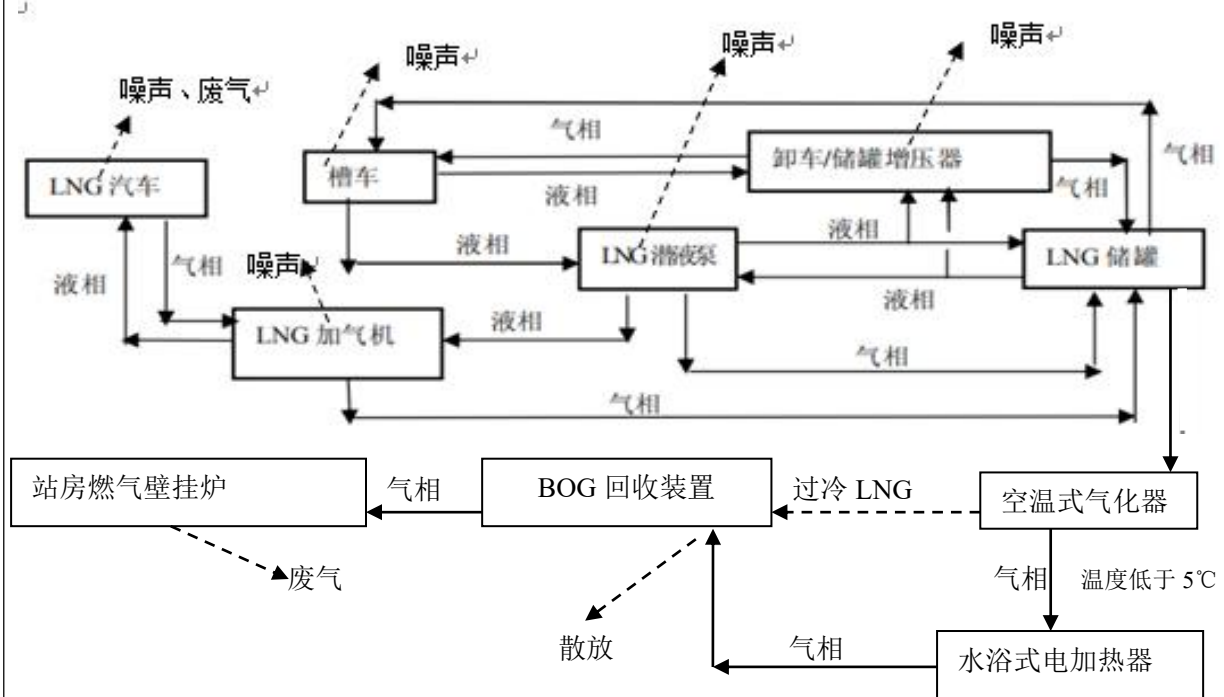 噪声
噪声
噪声
噪声、废气
气相
卸车/储罐增压器
气相
LNG 汽车
槽车
液相
气相
液相
液相
LNG 潜液泵
LNG 储罐
气相
噪声
液相
液相
LNG 加气机
液相
气相
气相
站房燃气壁挂炉
气相
BOG 回收装置
过冷 LNG
空温式气化器
废气
气相
温度低于 5℃
散放
气相
水浴式电加热器